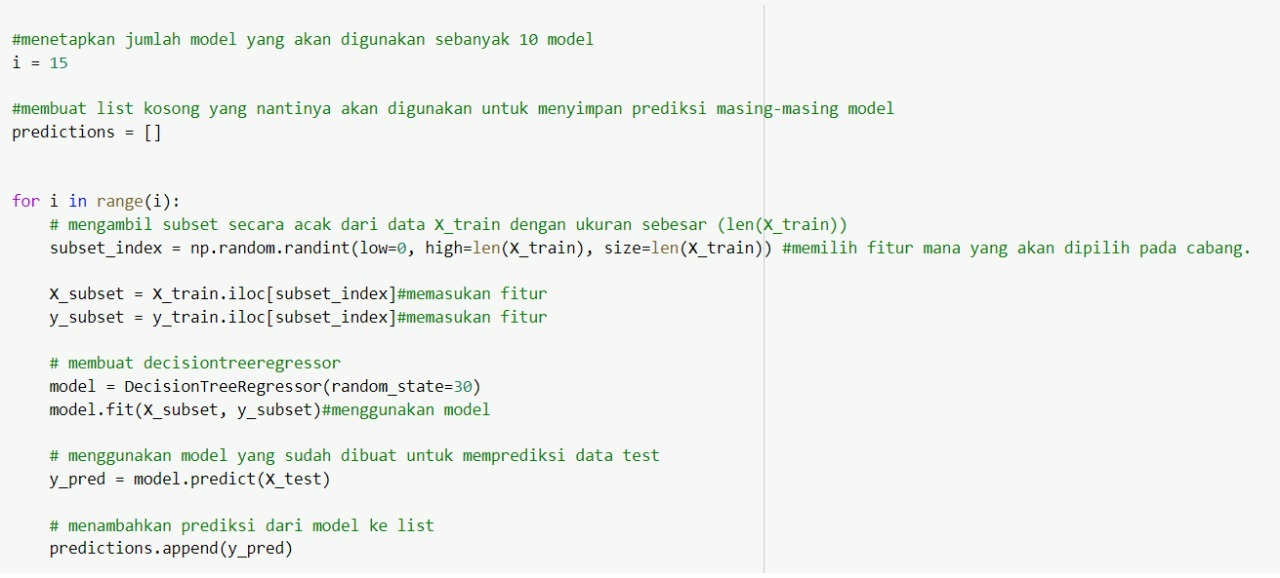 #menetapkan jumlah model yang akan digunakan sebanyak 10 model
i = 15
#membuat list kosong yang nantinya akan digunakan untuk menyimpan prediksi masing-masing model
predictions = []
for i in range(i):
# mengambil subset secara acak dari data X_train dengan ukuran sebesar (len(X_train))
subset_index = np.random.randint(low=0, high=len(X_train), size=len(X_train)) #memilih fitur mana yang akan dipilih pada cabang.
X_subset = X_train.iloc[subset_index]#memasukan fitur
y_subset = y_train.iloc[subset_index]#memasukan fitur
# membuat decisiontreeregressor
model = DecisionTreeRegressor(random_state=30)
model.fit(X_subset, y_subset)#menggunakan model
# menggunakan model yang sudah dibuat untuk memprediksi data test
y_pred = model.predict(X_test)
# menambahkan prediksi dari model ke list
predictions.append(y_pred)